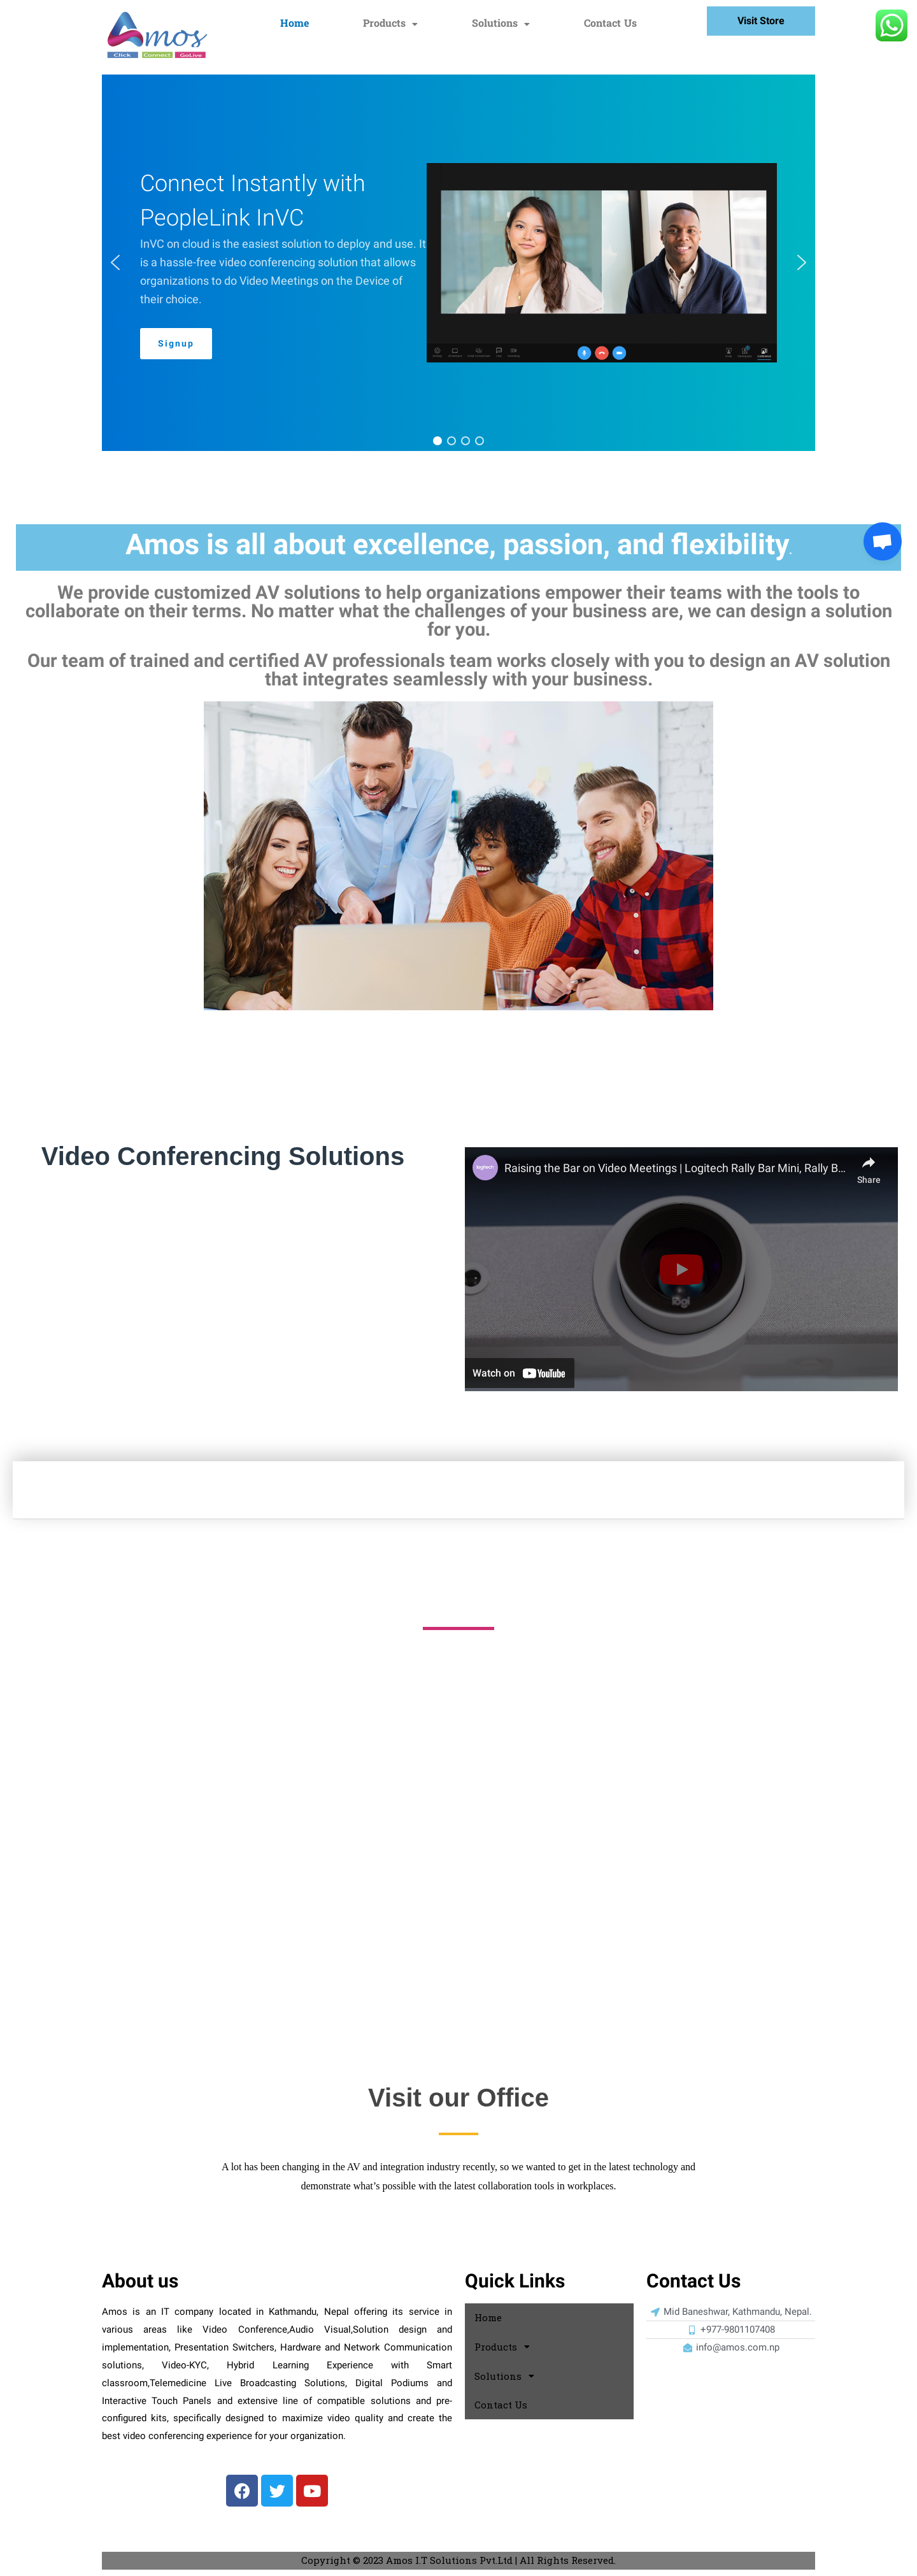 Amos
Click Connect GoLive
Home
Products
Solutions
Contact Us
Visit Store
Connect Instantly with
PeopleLink InVC
InVC on cloud is the easiest solution to deploy and use. It
is a hassle-free video conferencing solution that allows
organizations to do Video Meetings on the Device of
their choice.
Signup
Amos is all about excellence, passion, and flexibility.
We provide customized AV solutions to help organizations empower their teams with the tools to
collaborate on their terms. No matter what the challenges of your business are, we can design a solution
for you.
Our team of trained and certified AV professionals team works closely with you to design an AV solution
that integrates seamlessly with your business.
Video Conferencing Solutions
logitech
Raising the Bar on Video Meetings | Logitech Rally Bar Mini, Rally B...
Share
logi
Watch on YouTube
Visit our Office
A lot has been changing in the AV and integration industry recently, so we wanted to get in the latest technology and
demonstrate what’s possible with the latest collaboration tools in workplaces.
About us
Amos is an IT company located in Kathmandu, Nepal offering its service in
various areas like Video Conference,Audio Visual,Solution design and
implementation, Presentation Switchers, Hardware and Network Communication
solutions, Video-KYC, Hybrid Learning Experience with Smart
classroom,Telemedicine Live Broadcasting Solutions, Digital Podiums and
Interactive Touch Panels and extensive line of compatible solutions and pre-
configured kits, specifically designed to maximize video quality and create the
best video conferencing experience for your organization.
Quick Links
Home
Products
Solutions
Contact Us
Contact Us
Mid Baneshwar, Kathmandu, Nepal.
+977-9801107408
info@amos.com.np
Copyright © 2023 Amos I.T Solutions Pvt.Ltd | All Rights Reserved.